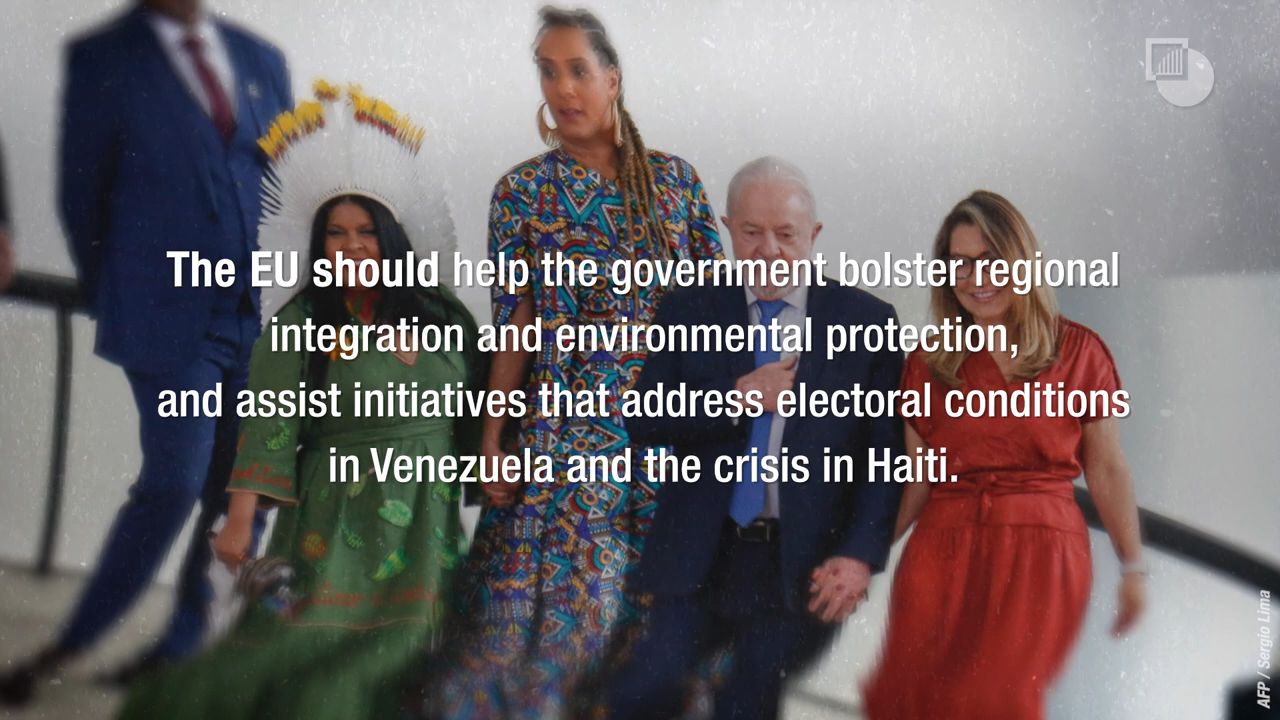 The EU should help the government bolster regional
integration and environmental protection,
and assist initiatives that address electoral conditions
in Venezuela and the crisis in Haiti.
AFP / Sergio Lima